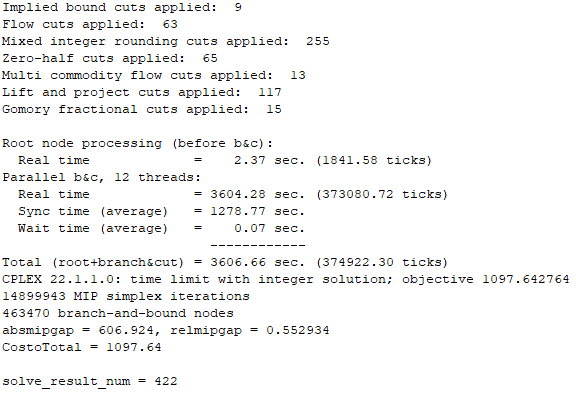 Implied bound cuts applied:  9
Flow cuts applied:  63
Mixed integer rounding cuts applied:  255
Zero-half cuts applied:  65
Multi commodity flow cuts applied:  13
Lift and project cuts applied:  117
Gomory fractional cuts applied:  15

Root node processing (before b&c):
  Real time             =    2.37 sec. (1841.58 ticks)
Parallel b&c, 12 threads:
  Real time             = 3604.28 sec. (373080.72 ticks)
  Sync time (average)   = 1278.77 sec.
  Wait time (average)   =    0.07 sec.
                          ------------
Total (root+branch&cut) = 3606.66 sec. (374922.30 ticks)
CPLEX 22.1.1.0: time limit with integer solution; objective 1097.642764
14899943 MIP simplex iterations
463470 branch-and-bound nodes
absmipgap = 606.924, relmipgap = 0.552934
CostoTotal = 1097.64

solve_result_num = 422